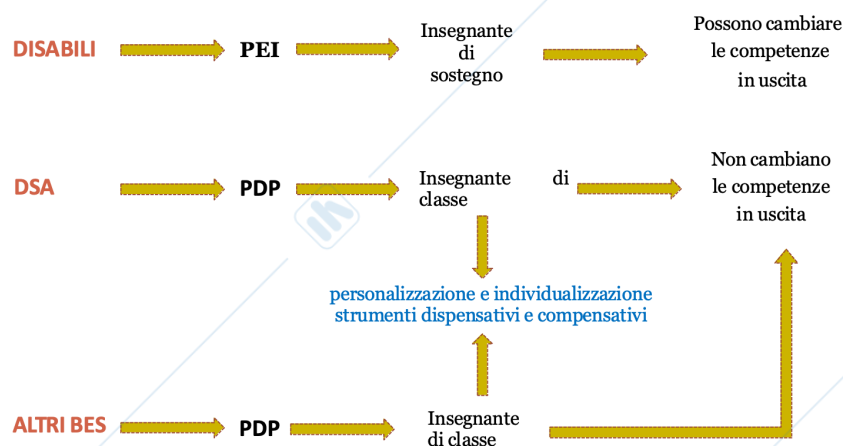 DISABILI
PEI
Insegnante
di
sostegno
Possono cambiare
le competenze
in uscita
DSA
PDP
Insegnante di
classe
Non cambiano
le competenze
in uscita
personalizzazione e individualizzazione
strumenti dispensativi e compensativi
ALTRI BES
PDP
Insegnante
di classe